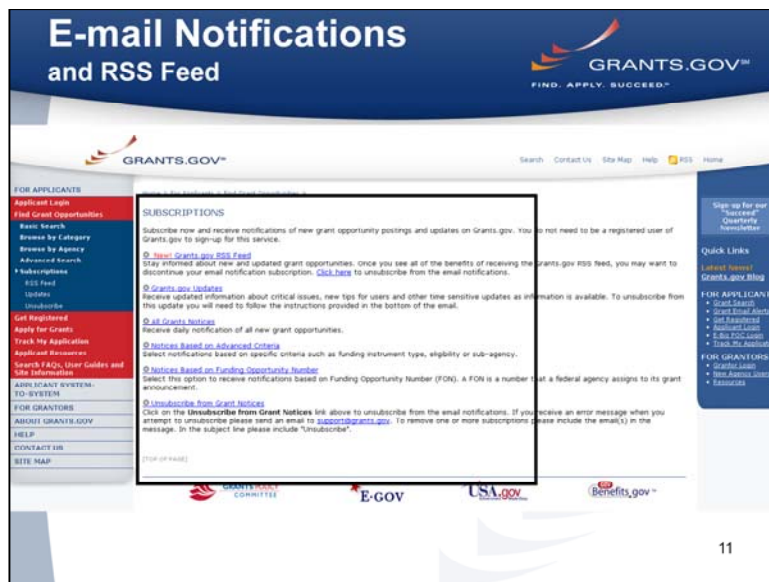 E-mail Notifications
and RSS Feed
GRANTS.GOV℠
FIND. APPLY. SUCCEED.℠
GRANTS.GOV℠
Search Contact Us Site Map Help RSS Home
FOR APPLICANTS
Applicant Login
Find Grant Opportunities
Basic Search
Browse by Category
Browse by Agency
Advanced Search
Subscriptions
RSS Feed
Updates
Unsubscribe
Get Registered
Apply for Grants
Track My Application
Applicant Resources
Search FAQs, User Guides and
Site Information
APPLICANT SYSTEM-
TO-SYSTEM
FOR GRANTORS
ABOUT GRANTS.GOV
HELP
CONTACT US
SITE MAP
Home > For Applicants > Find Grant Opportunities >
SUBSCRIPTIONS
Subscribe now and receive notifications of new grant opportunity postings and updates on Grants.gov. You do not need to be a registered user of
Grants.gov to sign-up for this service.
New! Grants.gov RSS Feed
Stay informed about new and updated grant opportunities. Once you see all of the benefits of receiving the Grants.gov RSS feed, you may want to
discontinue your email notification subscription. Click here to unsubscribe from the email notifications.
Grants.gov Updates
Receive updated information about critical issues, new tips for users and other time sensitive updates as information is available. To unsubscribe from
this update you will need to follow the instructions provided in the bottom of the email.
All Grants Notices
Receive daily notification of all new grant opportunities.
Notices Based on Advanced Criteria
Select notifications based on specific criteria such as funding instrument type, eligibility or sub-agency.
Notices Based on Funding Opportunity Number
Select this option to receive notifications based on Funding Opportunity Number (FON). A FON is a number that a federal agency assigns to its grant
announcement.
Unsubscribe from Grant Notices
Click on the Unsubscribe from Grant Notices link above to unsubscribe from the email notifications. If you receive an error message when you
attempt to unsubscribe please send an email to support@grants.gov. To remove one or more subscriptions please include the email(s) in the
message. In the subject line please include "Unsubscribe".
[TOP OF PAGE]
Sign-up for our
"Succeed"
Quarterly
Newsletter
Quick Links
Latest News!
Grants.gov Blog
FOR APPLICANT
Grant Search
Grant Email Alerts
Get Registered
Applicant Login
E-Biz POC Login
Track My Applicat
FOR GRANTORS
Grantor Login
New Agency Users
Resources
GRANTS POLICY
COMMITTEE
E-GOV
USA.gov
GOV
Benefits.gov
11